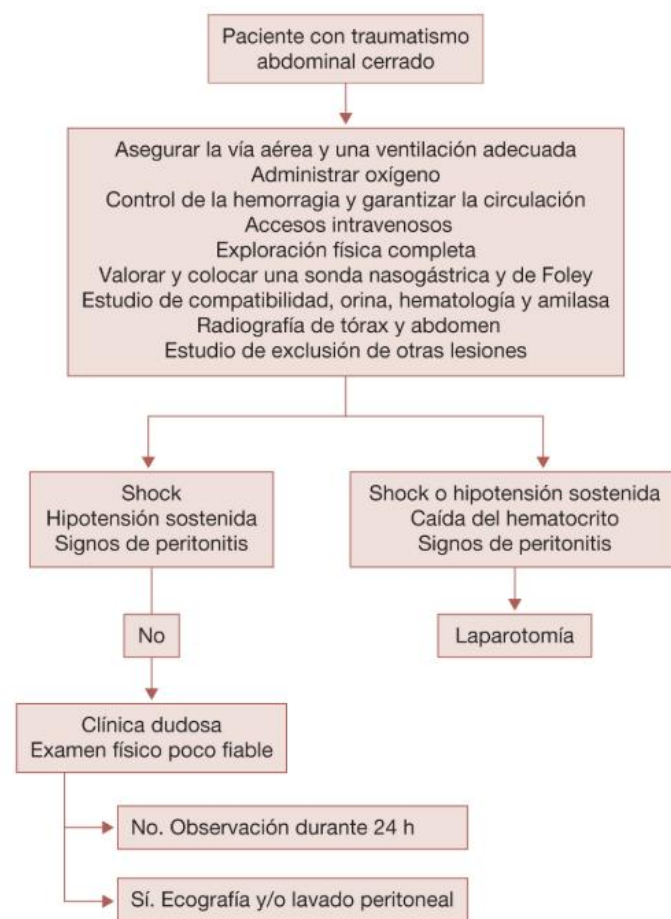 Paciente con traumatismo
abdominal cerrado
Asegurar la vía aérea y una ventilación adecuada
Administrar oxígeno
Control de la hemorragia y garantizar la circulación
Accesos intravenosos
Exploración física completa
Valorar y colocar una sonda nasogástrica y de Foley
Estudio de compatibilidad, orina, hematología y amilasa
Radiografía de tórax y abdomen
Estudio de exclusión de otras lesiones
Shock
Hipotensión sostenida
Signos de peritonitis
Shock o hipotensión sostenida
Caída del hematocrito
Signos de peritonitis
No
Laparotomía
Clínica dudosa
Examen físico poco fiable
No. Observación durante 24 h
Sí. Ecografía y/o lavado peritoneal